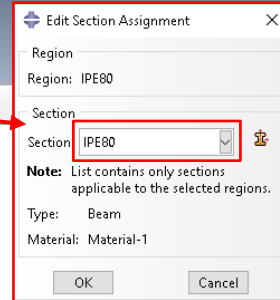 Edit Section Assignment
Region
Region: IPE80
Section
Section: IPE80
Note: List contains only sections
applicable to the selected regions.
Type: Beam
Material: Material-1
OK Cancel